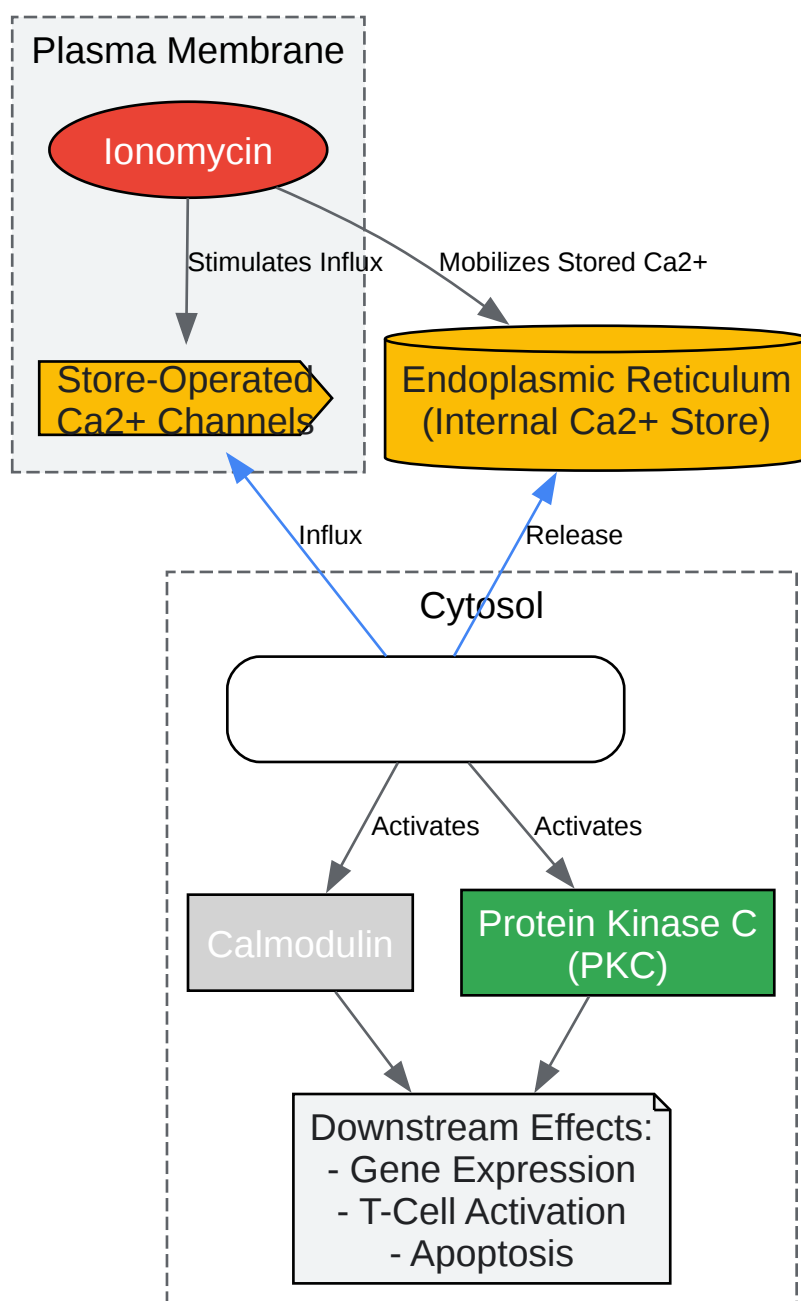 Plasma Membrane
Ionomycin
Stimulates Influx
Mobilizes Stored Ca2+
Store-Operated
Ca2+ Channels
Endoplasmic Reticulum
(Internal Ca2+ Store)
Influx
Release
Cytosol
Activates
Activates
Calmodulin
Protein Kinase C
(PKC)
Downstream Effects:
- Gene Expression
- T-Cell Activation
- Apoptosis